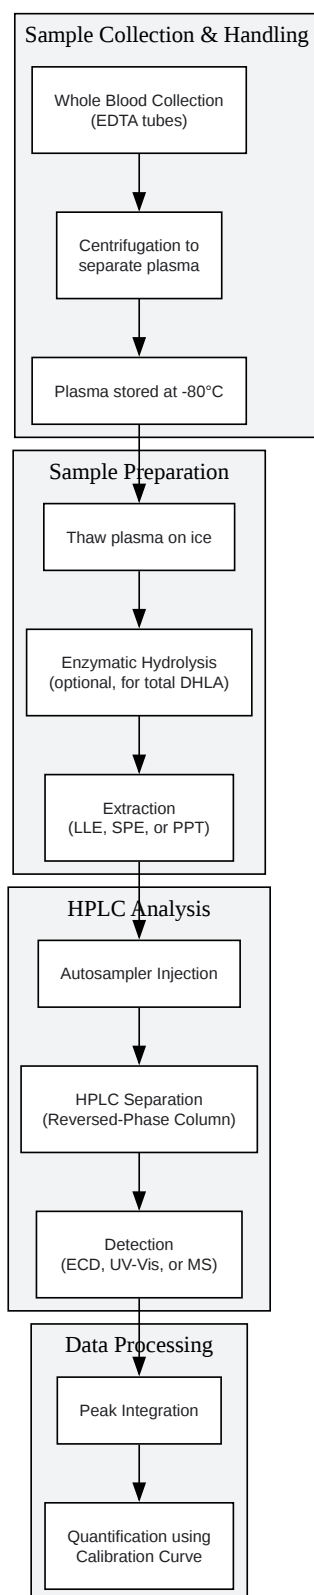 Sample Collection & Handling
Whole Blood Collection
(EDTA tubes)
Centrifugation to
separate plasma
Plasma stored at -80°C
Sample Preparation
Thaw plasma on ice
Enzymatic Hydrolysis
(optional, for total DHLA)
Extraction
(LLE, SPE, or PPT)
HPLC Analysis
Autosampler Injection
HPLC Separation
(Reversed-Phase Column)
Detection
(ECD, UV-Vis, or MS)
Data Processing
Peak Integration
Quantification using
Calibration Curve